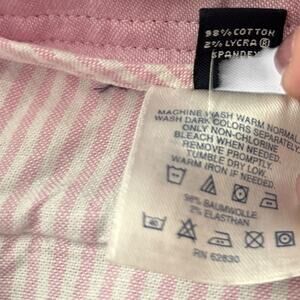 98% COTTON
2% LYCRA ®
SPANDEX
MACHINE WASH WARM NORMAL
WASH DARK COLORS SEPARATELY
ONLY NON-CHLORINE
BLEACH WHEN NEEDED.
REMOVE PROMPTLY.
TUMBLE DRY LOW.
WARM IRON IF NEEDED.
98% BAUMWOLLE
2% ELASTHAN
RN 62830